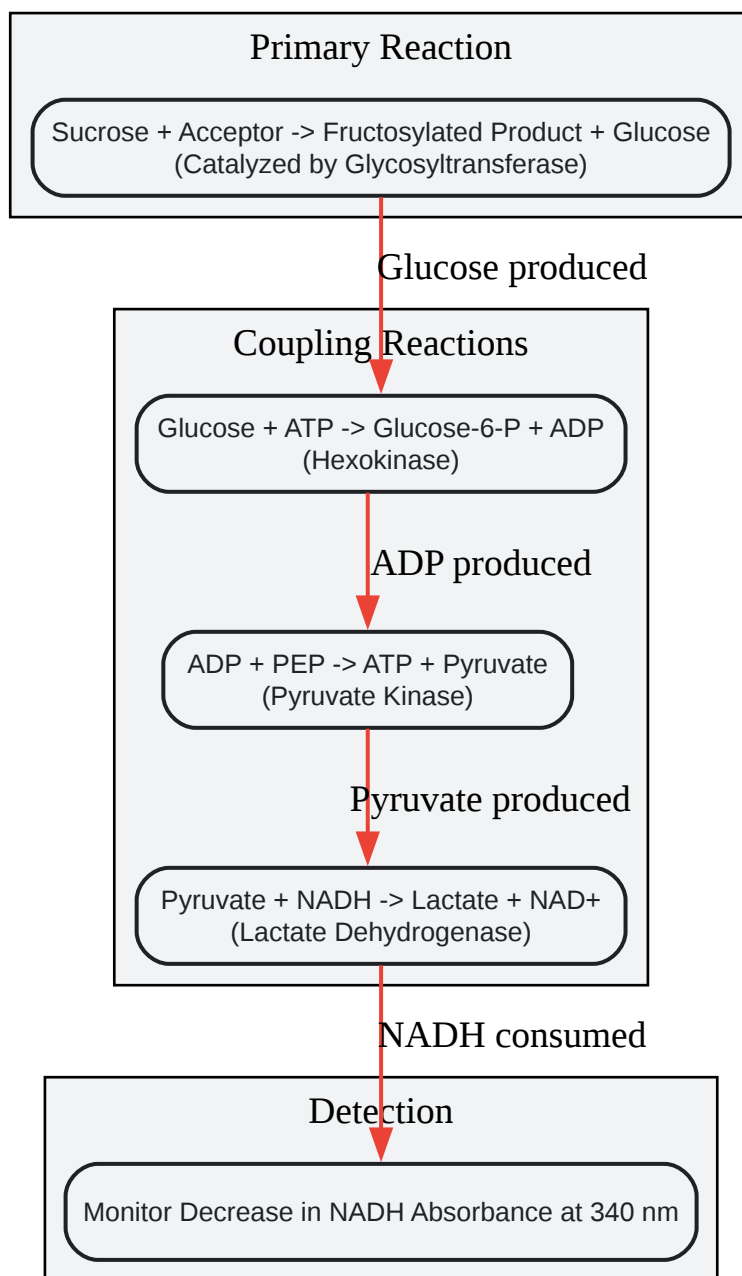 Primary Reaction
Sucrose + Acceptor -> Fructosylated Product + Glucose
(Catalyzed by Glycosyltransferase)
Glucose produced
Coupling Reactions
Glucose + ATP -> Glucose-6-P + ADP
(Hexokinase)
ADP produced
ADP + PEP -> ATP + Pyruvate
(Pyruvate Kinase)
Pyruvate produced
Pyruvate + NADH -> Lactate + NAD+
(Lactate Dehydrogenase)
NADH consumed
Detection
Monitor Decrease in NADH Absorbance at 340 nm